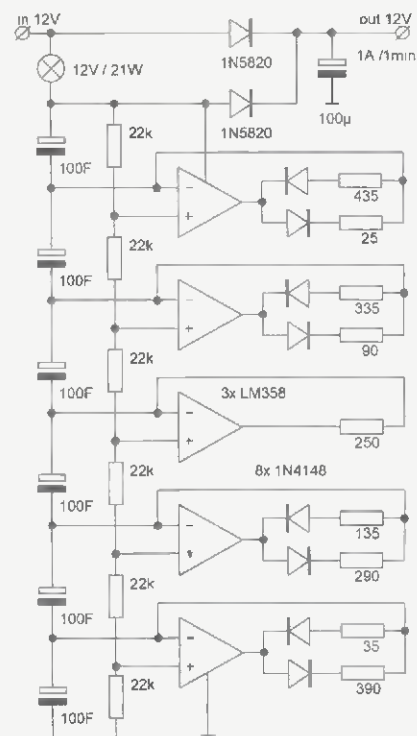 in 12V
out 12V
12V / 21W
1N5820
1A /1min
1N5820
100µ
22k
100F
435
25
22k
100F
335
90
22k
100F
3x LM358
250
22k
100F
8x 1N4148
135
290
22k
100F
35
390
22k
100F